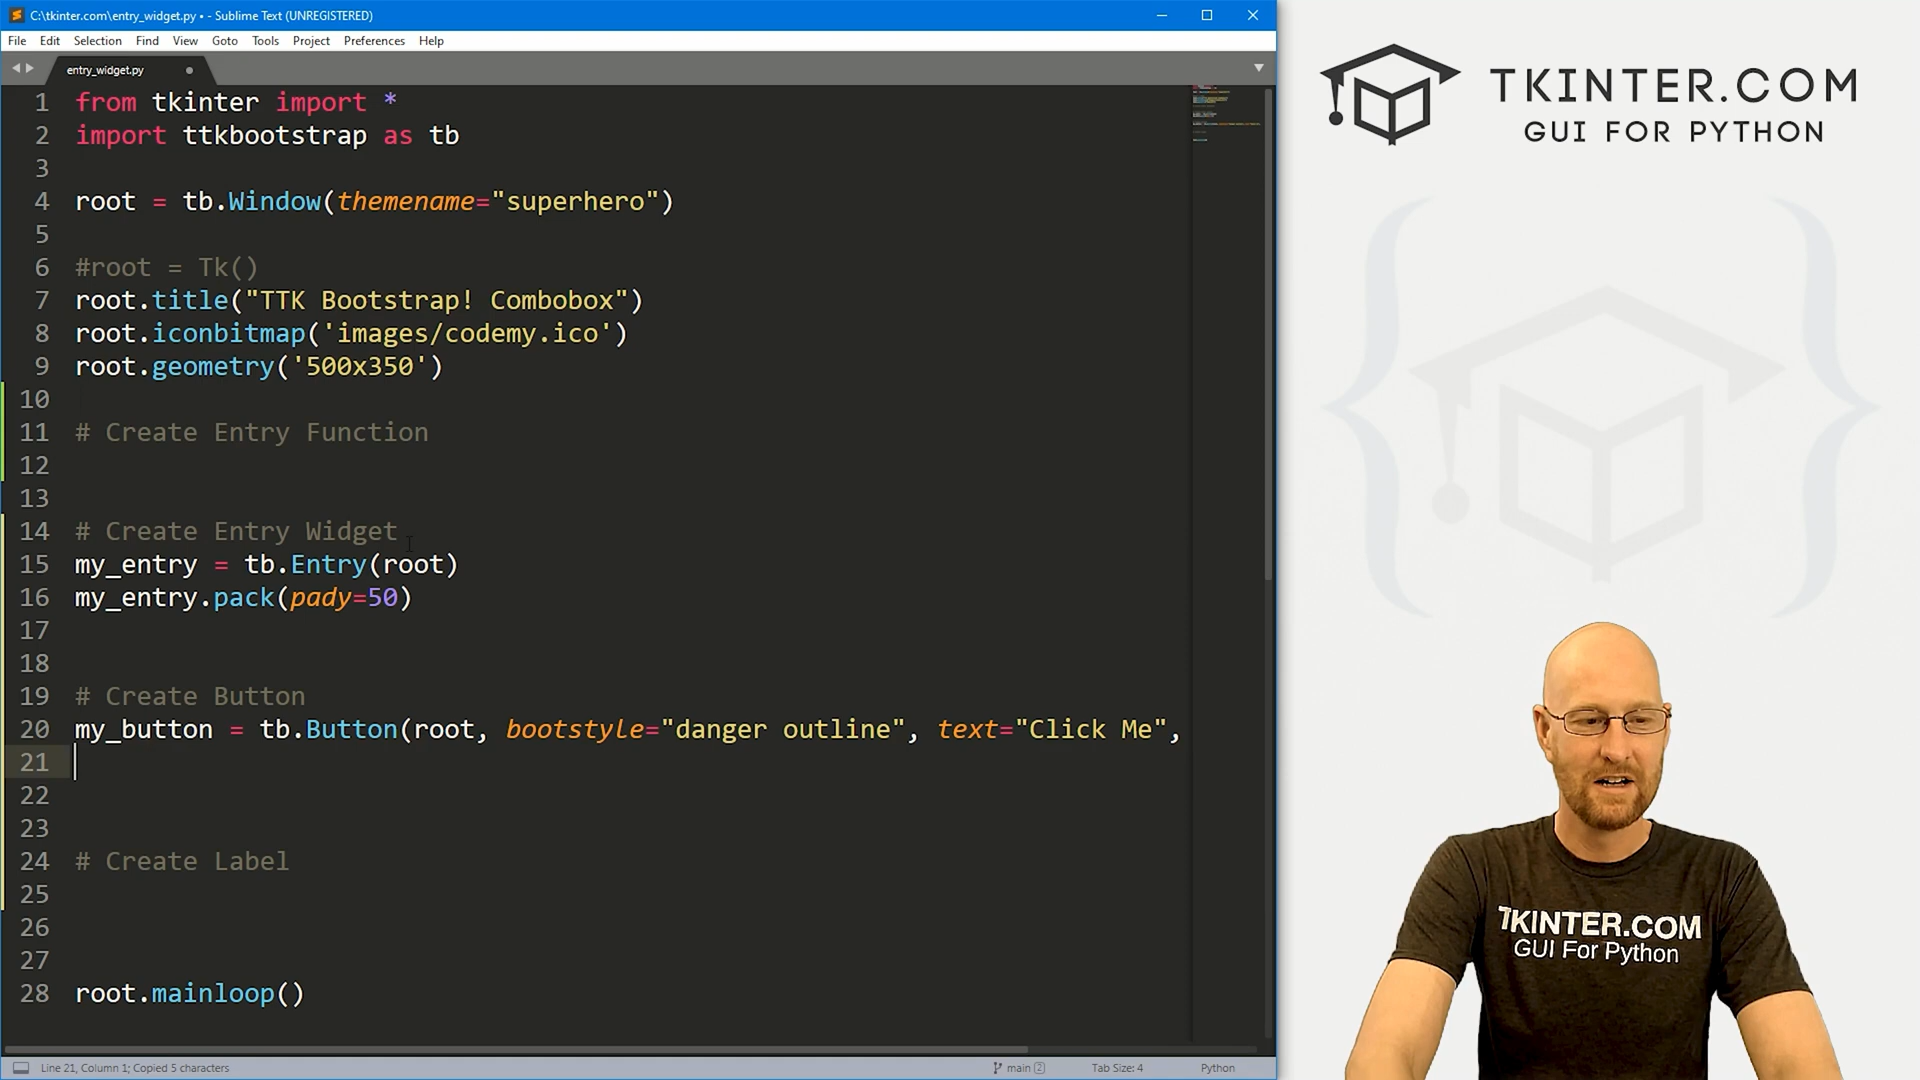 C:\tkinter.com\entry_widget.py • - Sublime Text (UNREGISTERED)
File Edit Selection Find View Goto Tools Project Preferences Help
entry_widget.py
1 from tkinter import *
2 import ttkbootstrap as tb
3
4 root = tb.Window(themename="superhero")
5
6 #root = Tk()
7 root.title("TTK Bootstrap! Combobox")
8 root.iconbitmap('images/codemy.ico')
9 root.geometry('500x350')
10
11 # Create Entry Function
12
13
14 # Create Entry Widget
15 my_entry = tb.Entry(root)
16 my_entry.pack(pady=50)
17
18
19 # Create Button
20 my_button = tb.Button(root, bootstyle="danger outline", text="Click Me",
21
22
23
24 # Create Label
25
26
27
28 root.mainloop()
Line 21, Column 1; Copied 5 characters
main 2
Tab Size: 4
Python
TKINTER.COM
GUI FOR PYTHON
TKINTER.COM
GUI For Python